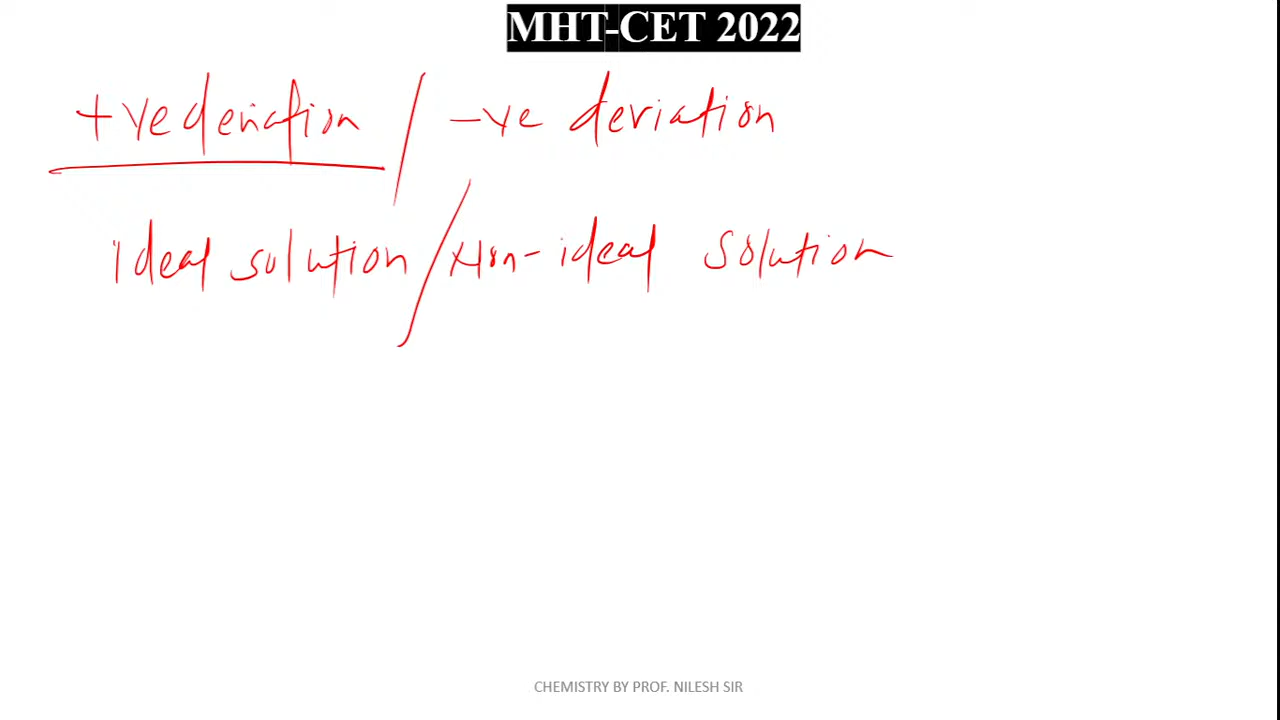 MHT-CET 2022
+ve deviation / -ve deviation
ideal solution / Non-ideal solution
CHEMISTRY BY PROF. NILESH SIR